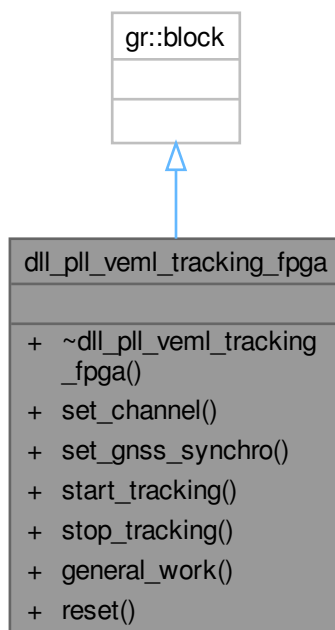 gr::block
dll_pll_veml_tracking_fpga
+ ~dll_pll_veml_tracking
_fpga()
+ set_channel()
+ set_gnss_synchro()
+ start_tracking()
+ stop_tracking()
+ general_work()
+ reset()